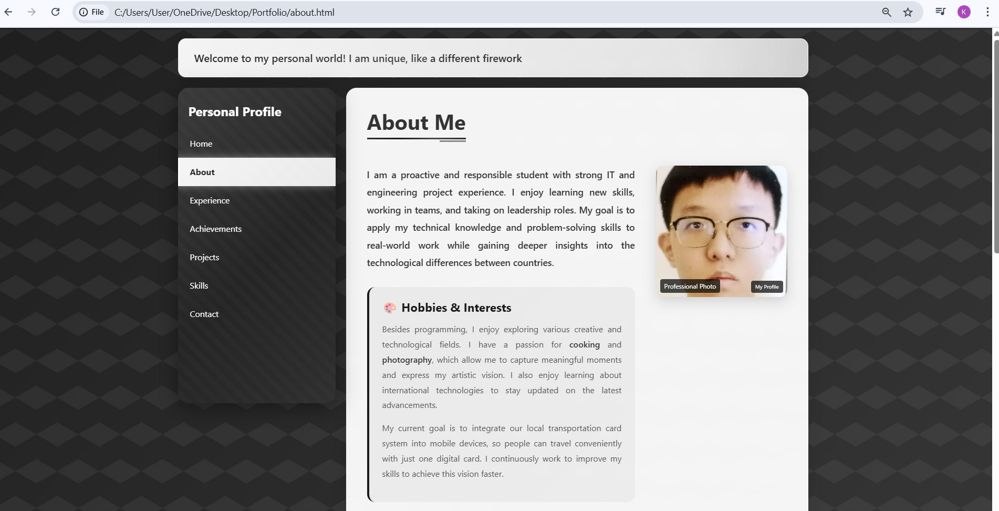 File C:/Users/User/OneDrive/Desktop/Portfolio/about.html K
Welcome to my personal world! I am unique, like a different firework
Personal Profile
Home
About
Experience
Achievements
Projects
Skills
Contact
About Me
I am a proactive and responsible student with strong IT and
engineering project experience. I enjoy learning new skills,
working in teams, and taking on leadership roles. My goal is to
apply my technical knowledge and problem-solving skills to
real-world work while gaining deeper insights into the
technological differences between countries.
Professional Photo
My Profile
Hobbies & Interests
Besides programming, I enjoy exploring various creative and
technological fields. I have a passion for cooking and
photography, which allow me to capture meaningful moments
and express my artistic vision. I also enjoy learning about
international technologies to stay updated on the latest
advancements.
My current goal is to integrate our local transportation card
system into mobile devices, so people can travel conveniently
with just one digital card. I continuously work to improve my
skills to achieve this vision faster.